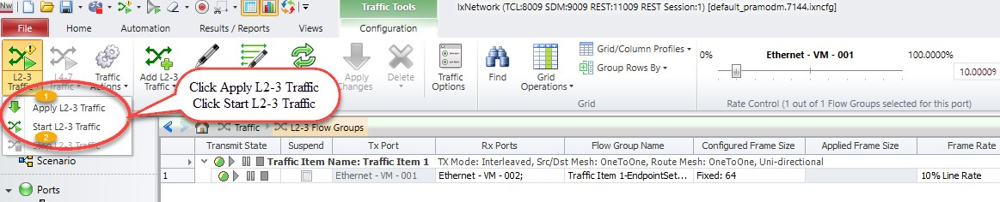 Nw
Traffic Tools
IxNetwork (TCL:8009 SDM:9009 REST:11009 REST Session:1) [default_pramodm.7144.ixncfg]
File Home Automation Results / Reports Views Configuration
L2-3 Traffic
L4-7 Traffic
Traffic Actions
Add L2-3 Traffic
Apply Changes
Delete
Traffic Options
Find
Grid Operations
Grid/Column Profiles
Group Rows By
Grid
0% Ethernet - VM - 001 100.0000%
10.0000%
Rate Control (1 out of 1 Flow Groups selected for this port)
Click Apply L2-3 Traffic
Click Start L2-3 Traffic
1
Apply L2-3 Traffic
Start L2-3 Traffic
2
Stop L2-3 Traffic
Scenario
Ports
Traffic L2-3 Flow Groups
Transmit State Suspend Tx Port Rx Ports Flow Group Name Configured Frame Size Applied Frame Size Frame Rate
Traffic Item Name: Traffic Item 1 TX Mode: Interleaved, Src/Dst Mesh: OneToOne, Route Mesh: OneToOne, Uni-directional
1 Ethernet - VM - 001 Ethernet - VM - 002; Traffic Item 1-EndpointSet... Fixed: 64 10% Line Rate